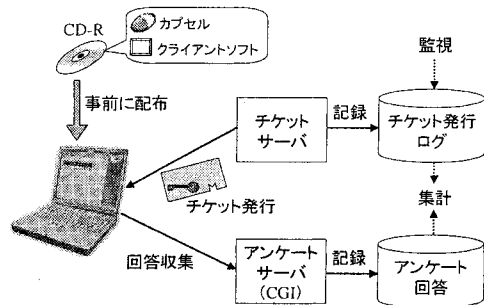 CD-R
カプセル
クライアントソフト
事前に配布
チケット
サーバ
記録
監視
チケット発行
ログ
チケット発行
集計
回答収集
アンケート
サーバ
(CGI)
記録
アンケート
回答